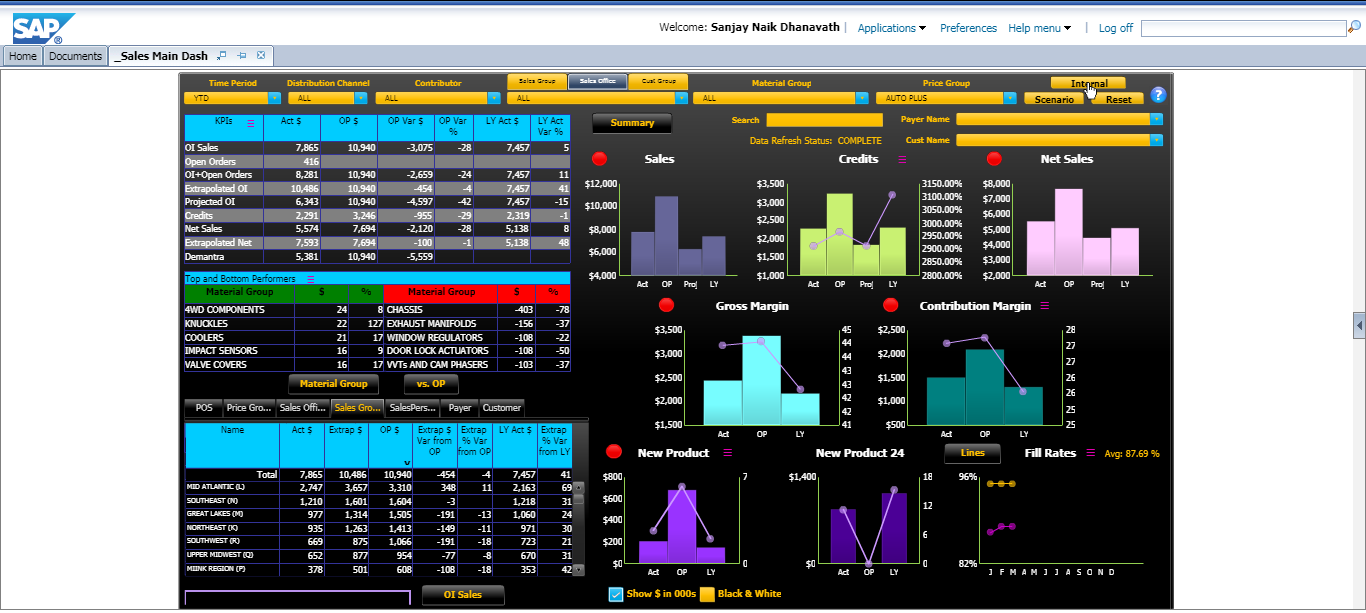 SAP ®
Welcome: Sanjay Naik Dhanavath | Applications Preferences Help menu | Log off
Home Documents _Sales Main Dash
Time Period Distribution Channel Contributor Sales Group Sales Office Cust Group Material Group Price Group Internal
YTD ALL ALL ALL ALL AUTO PLUS Scenario Reset ?
KPIs Act $ OP $ OP Var $ OP Var % LY Act $ LY Act Var %
OI Sales 7,865 10,940 -3,075 -28 7,457 5
Open Orders 416
OI+Open Orders 8,281 10,940 -2,659 -24 7,457 11
Extrapolated OI 10,486 10,940 -454 -4 7,457 41
Projected OI 6,343 10,940 -4,597 -42 7,457 -15
Credits 2,291 3,246 -955 -29 2,319 -1
Net Sales 5,574 7,694 -2,120 -28 5,138 8
Extrapolated Net 7,593 7,694 -100 -1 5,138 48
Demantra 5,381 10,940 -5,559
Top and Bottom Performers
Material Group $ % Material Group $ %
4WD COMPONENTS 24 8 CHASSIS -403 -78
KNUCKLES 22 127 EXHAUST MANIFOLDS -156 -37
COOLERS 21 17 WINDOW REGULATORS -108 -22
IMPACT SENSORS 16 9 DOOR LOCK ACTUATORS -108 -50
VALVE COVERS 16 17 VVTs AND CAM PHASERS -103 -37
Material Group vs. OP
POS Price Gro... Sales Offi... Sales Gro... SalesPers... Payer Customer
Name Act $ Extrap $ OP $ Extrap $ Var from OP Extrap % Var from OP LY Act $ Extrap % Var from LY
Total 7,865 10,486 10,940 -454 -4 7,457 41
MID ATLANTIC (L) 2,747 3,657 3,310 348 11 2,163 69
SOUTHEAST (N) 1,210 1,601 1,604 -3 1,218 31
GREAT LAKES (M) 977 1,314 1,505 -191 -13 1,060 24
NORTHEAST (K) 935 1,263 1,413 -149 -11 971 30
SOUTHWEST (R) 669 875 1,066 -191 -18 723 21
UPPER MIDWEST (Q) 652 877 954 -77 -8 670 31
MIINK REGION (P) 378 501 608 -108 -18 353 42
OI Sales
Summary Search Payer Name
Data Refresh Status: COMPLETE Cust Name
Sales
$12,000
$10,000
$8,000
$6,000
$4,000
Act OP Proj LY
Credits
$3,500
$3,000
$2,500
$2,000
$1,500
$1,000
3150.00%
3100.00%
3050.00%
3000.00%
2950.00%
2900.00%
2850.00%
2800.00%
Act OP Proj LY
Net Sales
$8,000
$7,000
$6,000
$5,000
$4,000
$3,000
$2,000
Act OP Proj LY
Gross Margin
$3,500
$3,000
$2,500
$2,000
$1,500
45
44
44
43
43
42
42
41
Act OP LY
Contribution Margin
$2,500
$2,000
$1,500
$1,000
$500
28
27
27
26
26
25
25
Act OP LY
New Product
$800
$600
$400
$200
$0
7
0
Act OP LY
New Product 24
$1,400
$0
18
12
6
0
Act OP LY
Lines Fill Rates Avg: 87.69 %
96%
82%
J F M A M J J A S O N D
Show $ in 000s Black & White